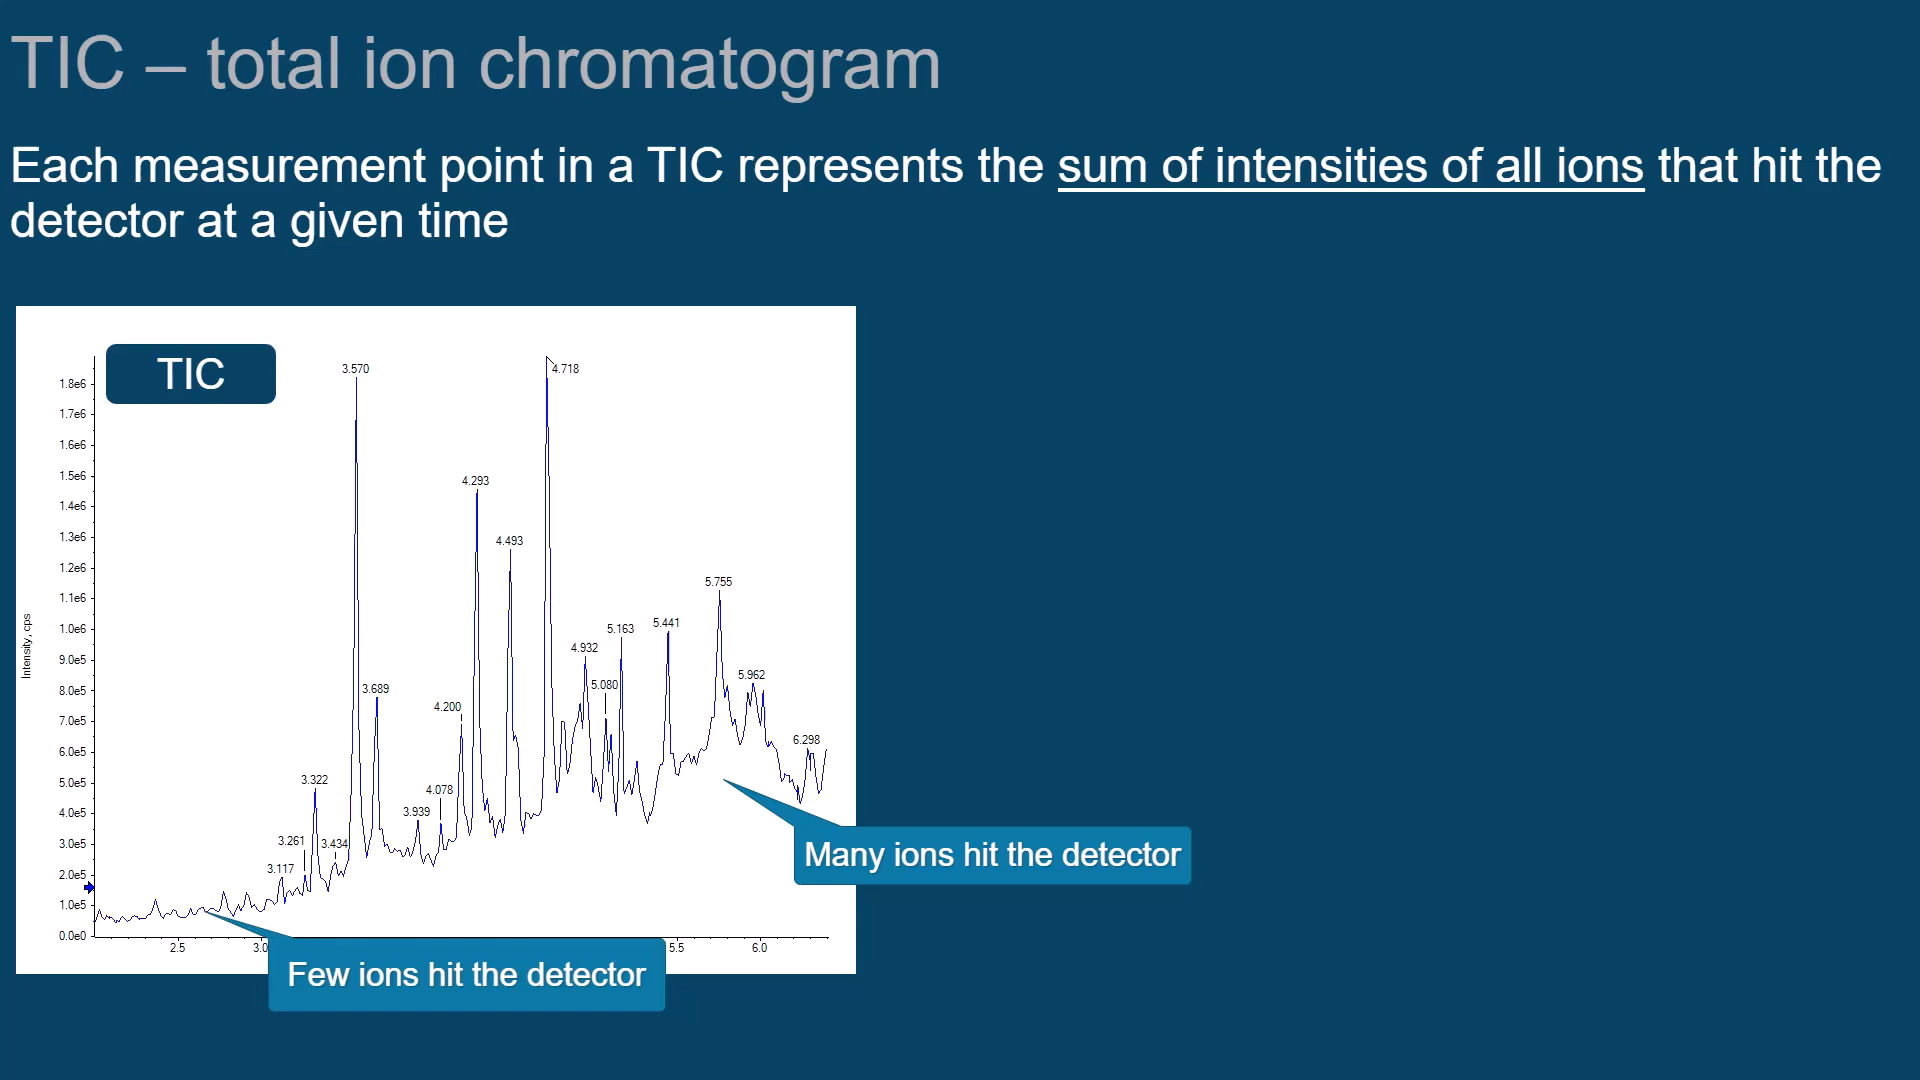 TIC – total ion chromatogram
Each measurement point in a TIC represents the sum of intensities of all ions that hit the
detector at a given time
TIC
Intensity, cps
1.8e6
1.7e6
1.6e6
1.5e6
1.4e6
1.3e6
1.2e6
1.1e6
1.0e6
9.0e5
8.0e5
7.0e5
6.0e5
5.0e5
4.0e5
3.0e5
2.0e5
1.0e5
0.0e0
3.117
3.261
3.322
3.434
3.570
3.689
3.939
4.078
4.200
4.293
4.493
4.718
4.932
5.080
5.163
5.441
5.755
5.962
6.298
2.5
3.0
5.5
6.0
Many ions hit the detector
Few ions hit the detector